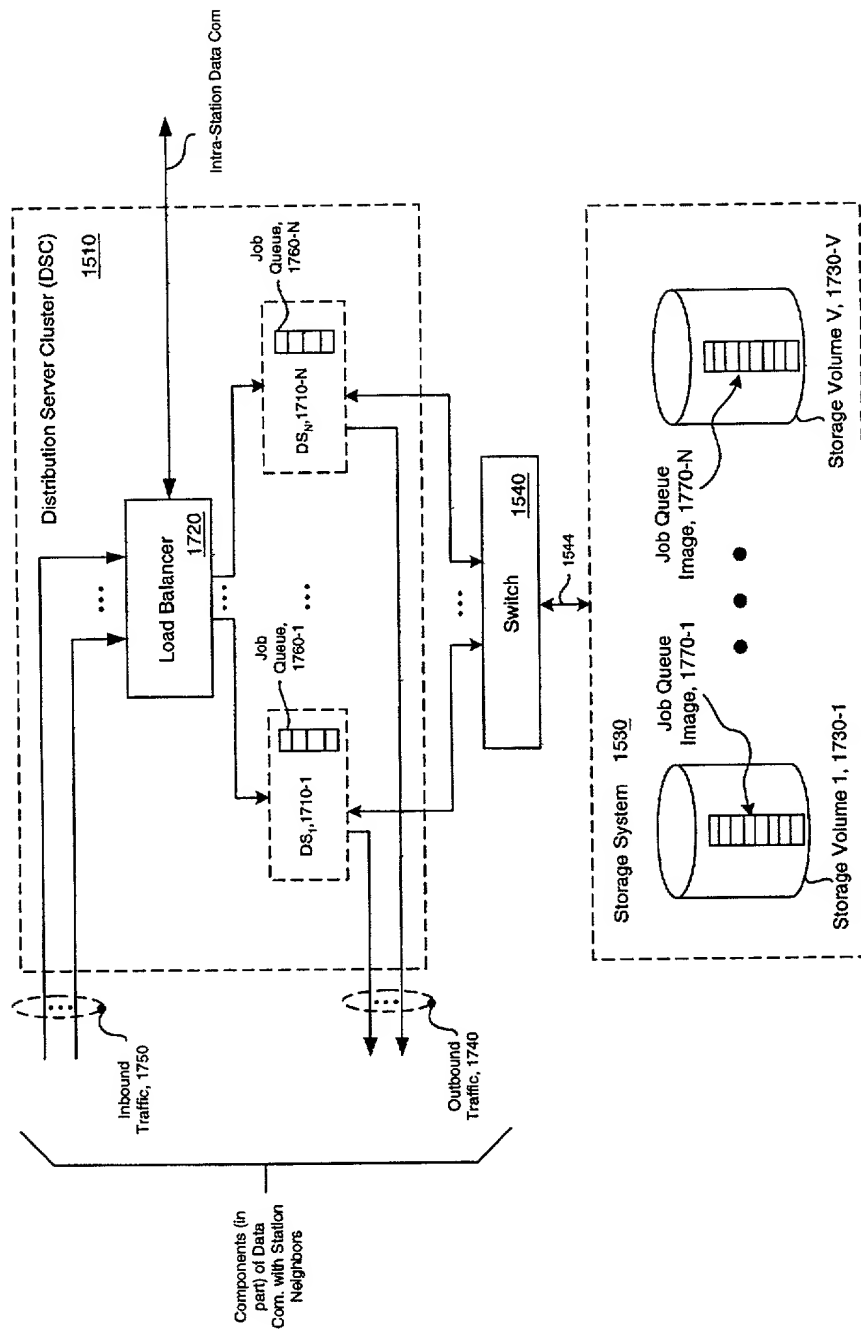 Components (in
part) of Data
Com. with Station
Neighbors
Inbound
Traffic, 1750
Outbound
Traffic, 1740
Distribution Server Cluster (DSC)
1510
Intra-Station Data Com
Load Balancer
1720
Job
Queue,
1760-1
DS1,1710-1
Job
Queue,
1760-N
DSN,1710-N
Switch
1540
1544
Storage System 1530
Job Queue
Image, 1770-1
Storage Volume 1, 1730-1
Job Queue
Image, 1770-N
Storage Volume V, 1730-V